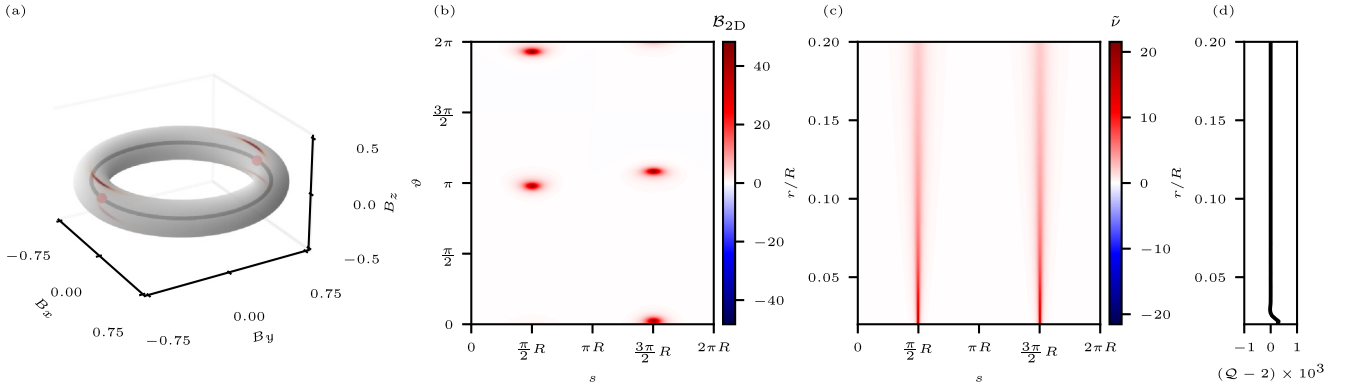 (a)
0.5
0.0
−0.5
B_z
−0.75
0.00
0.75
B_x
−0.75
0.00
0.75
B_y
(b)
𝓑_2D
2π
3π/2
π
π/2
0
ϑ
0
π/2 R
πR
3π/2 R
2πR
s
40
20
0
−20
−40
(c)
ν̃
r/R
0.20
0.15
0.10
0.05
0
π/2 R
πR
3π/2 R
2πR
s
20
10
0
−10
−20
(d)
r/R
0.20
0.15
0.10
0.05
−1 0 1
(𝒬 − 2) × 10³